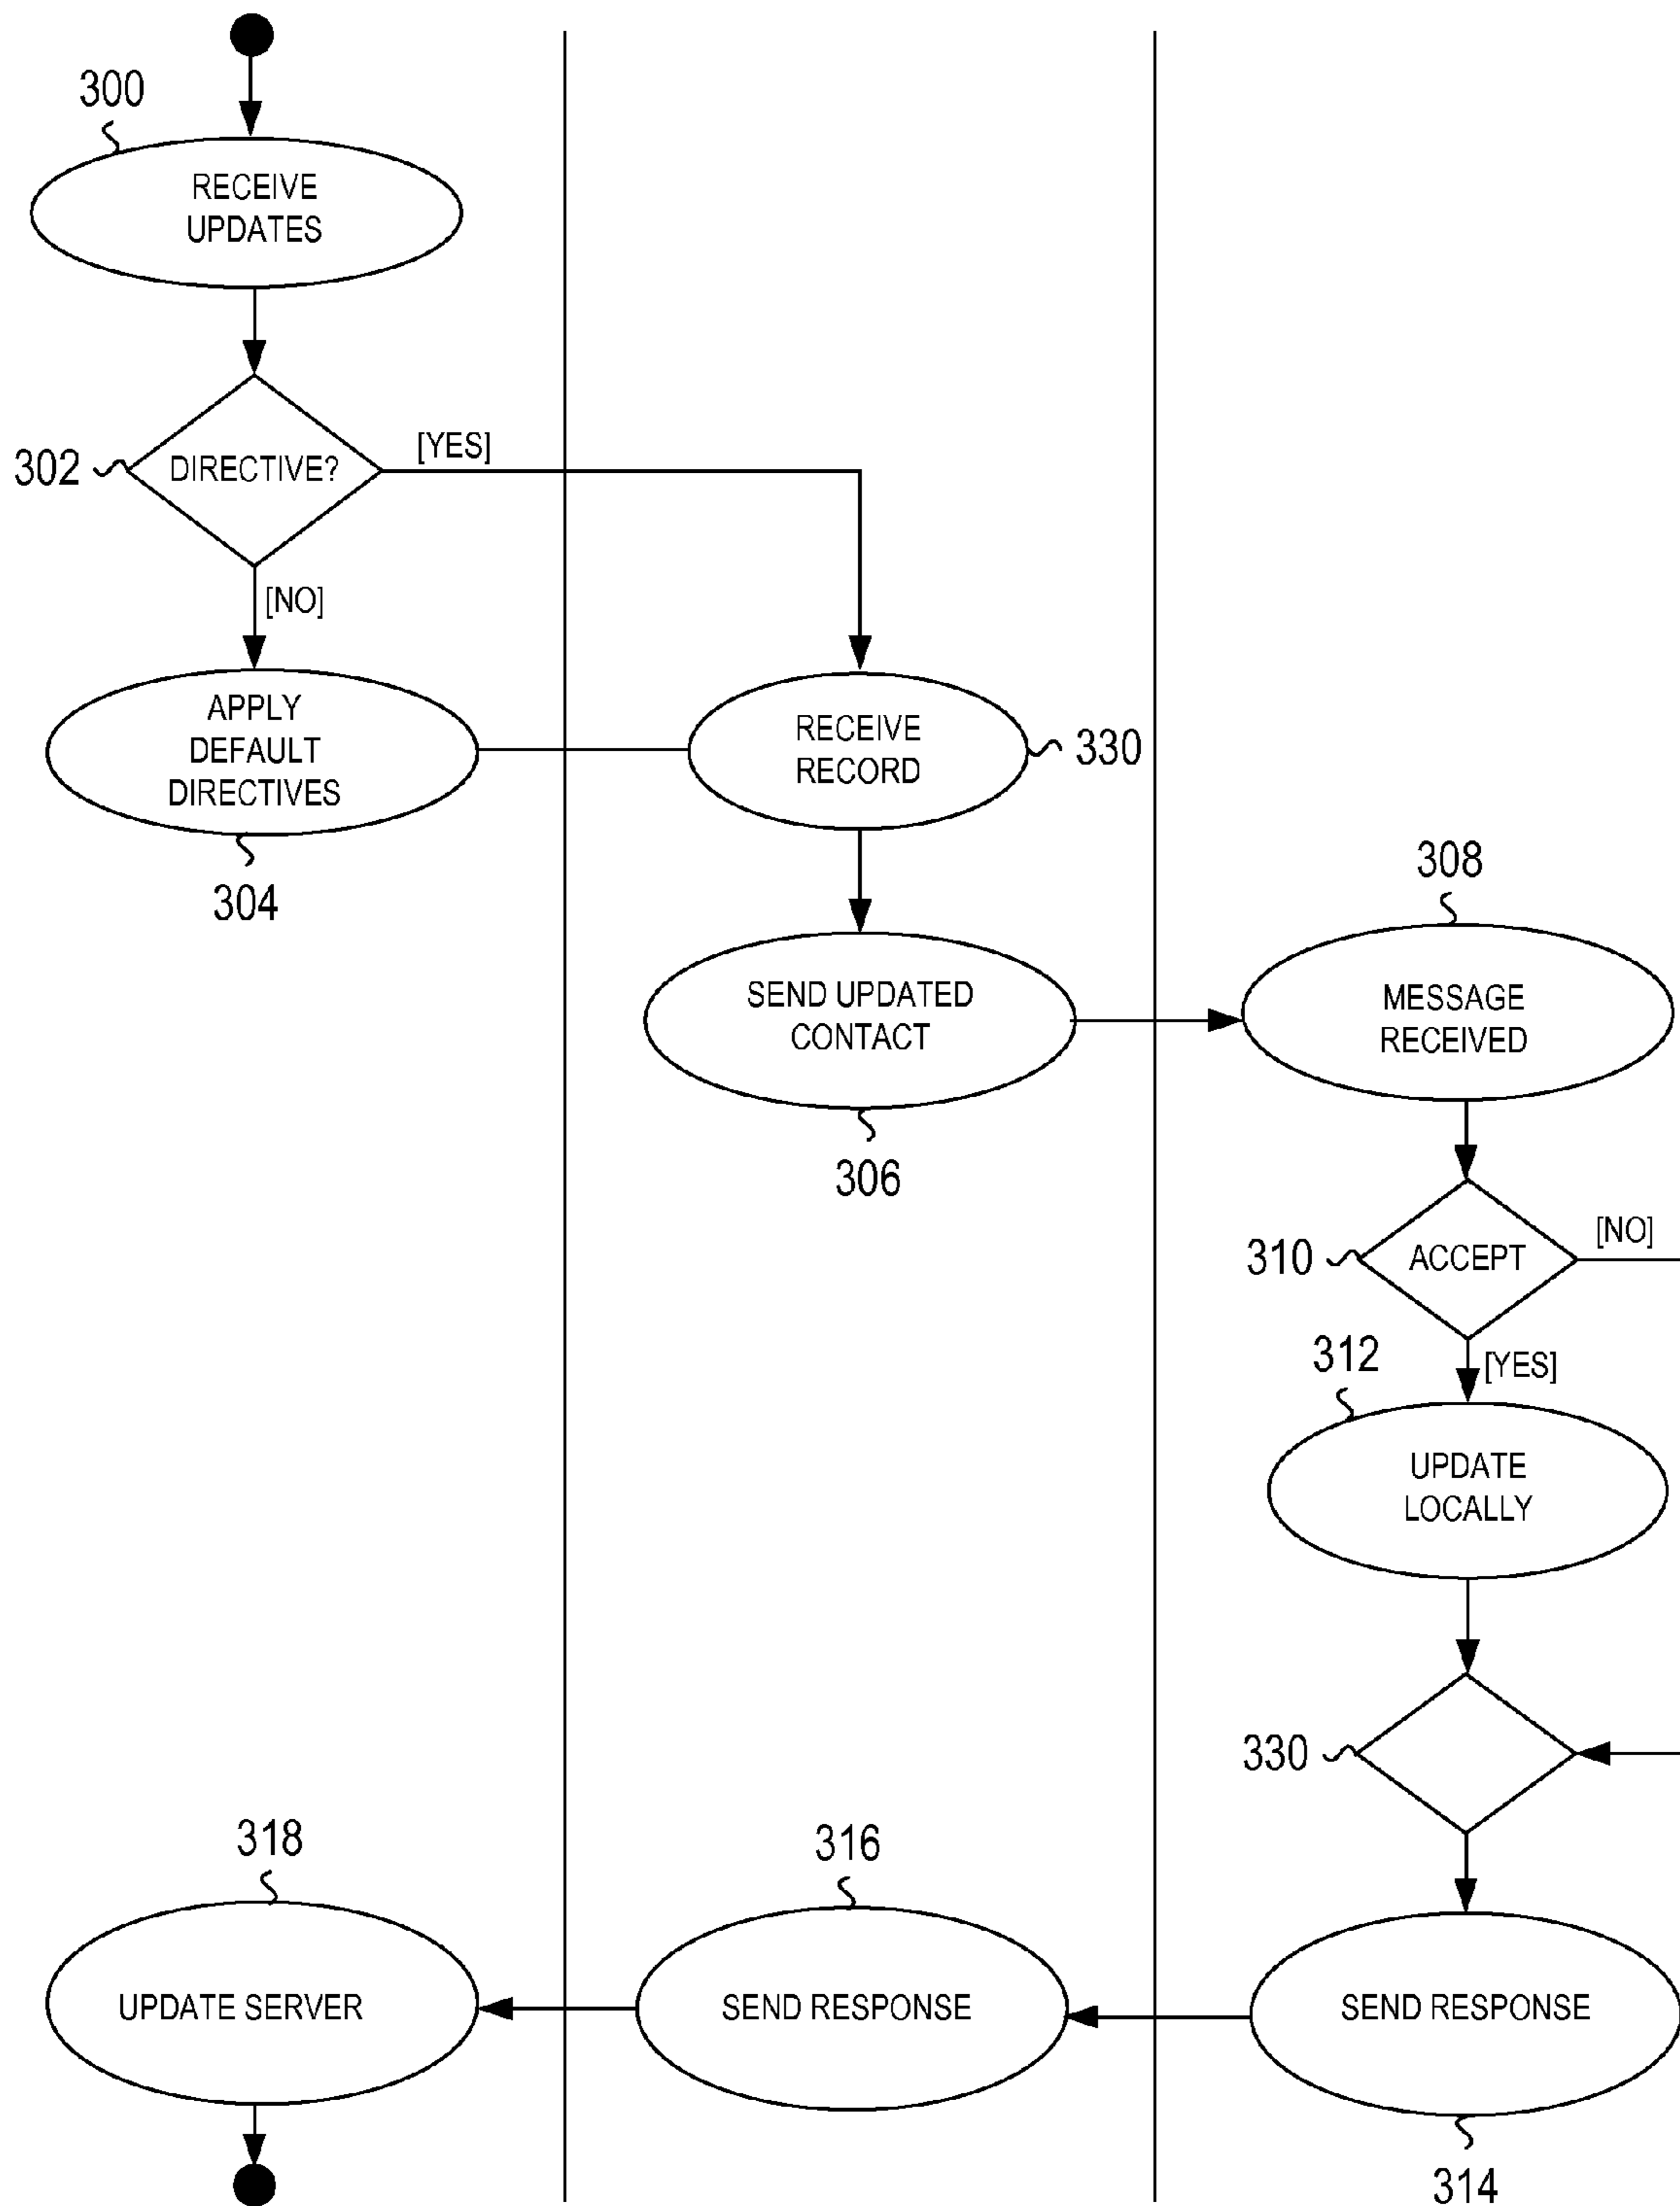 300
RECEIVE
UPDATES
302
DIRECTIVE?
[YES]
[NO]
APPLY
DEFAULT
DIRECTIVES
304
RECEIVE
RECORD
330
SEND UPDATED
CONTACT
306
308
MESSAGE
RECEIVED
310
ACCEPT
[NO]
[YES]
312
UPDATE
LOCALLY
330
318
UPDATE SERVER
316
SEND RESPONSE
SEND RESPONSE
314